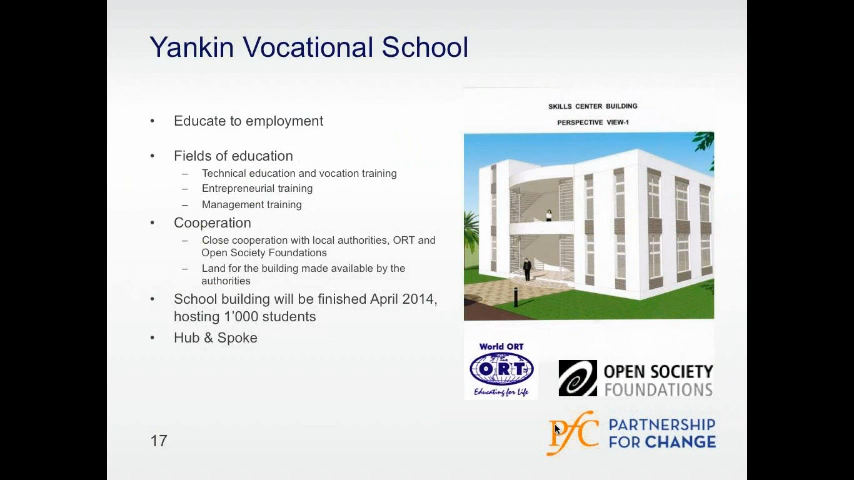 Yankin Vocational School
• Educate to employment
• Fields of education
– Technical education and vocation training
– Entrepreneurial training
– Management training
• Cooperation
– Close cooperation with local authorities, ORT and
Open Society Foundations
– Land for the building made available by the
authorities
• School building will be finished April 2014,
hosting 1'000 students
• Hub & Spoke
SKILLS CENTER BUILDING
PERSPECTIVE VIEW-1
World ORT
ORT
Educating for Life
OPEN SOCIETY
FOUNDATIONS
PfC
PARTNERSHIP
FOR CHANGE
17